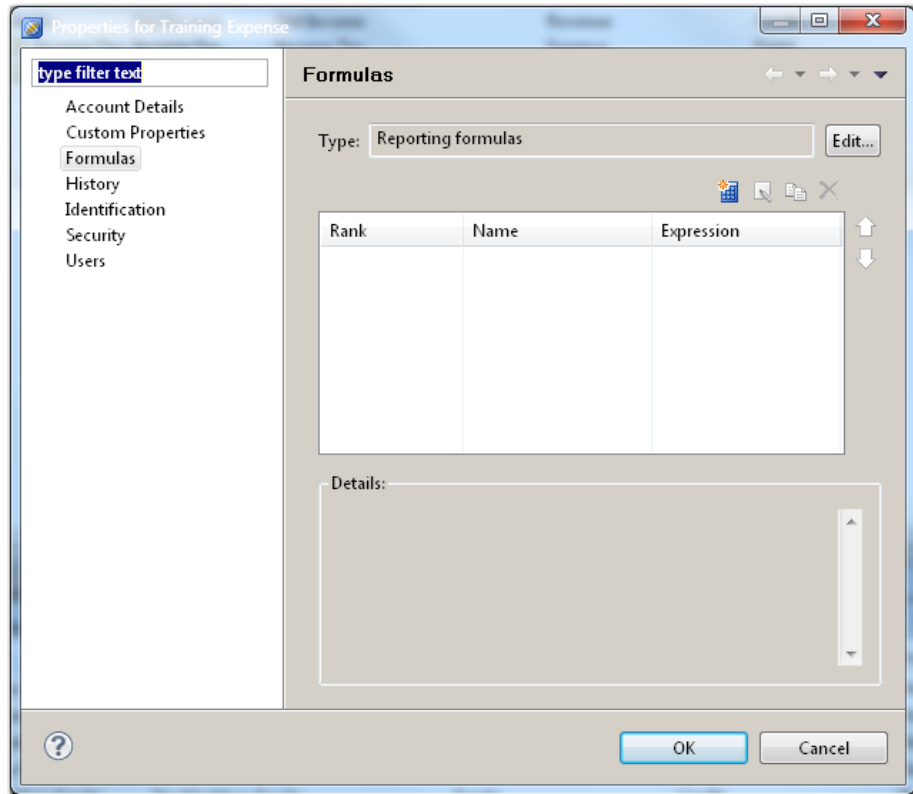 Properties for Training Expense
type filter text
Account Details
Custom Properties
Formulas
History
Identification
Security
Users
Formulas
Type: Reporting formulas Edit...
Rank Name Expression
Details:
OK Cancel